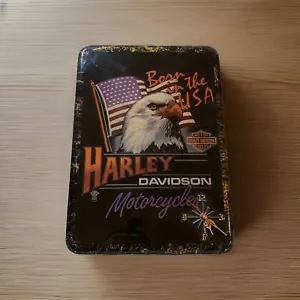 Born
in the
USA
HARLEY
DAVIDSON
Motorcycles